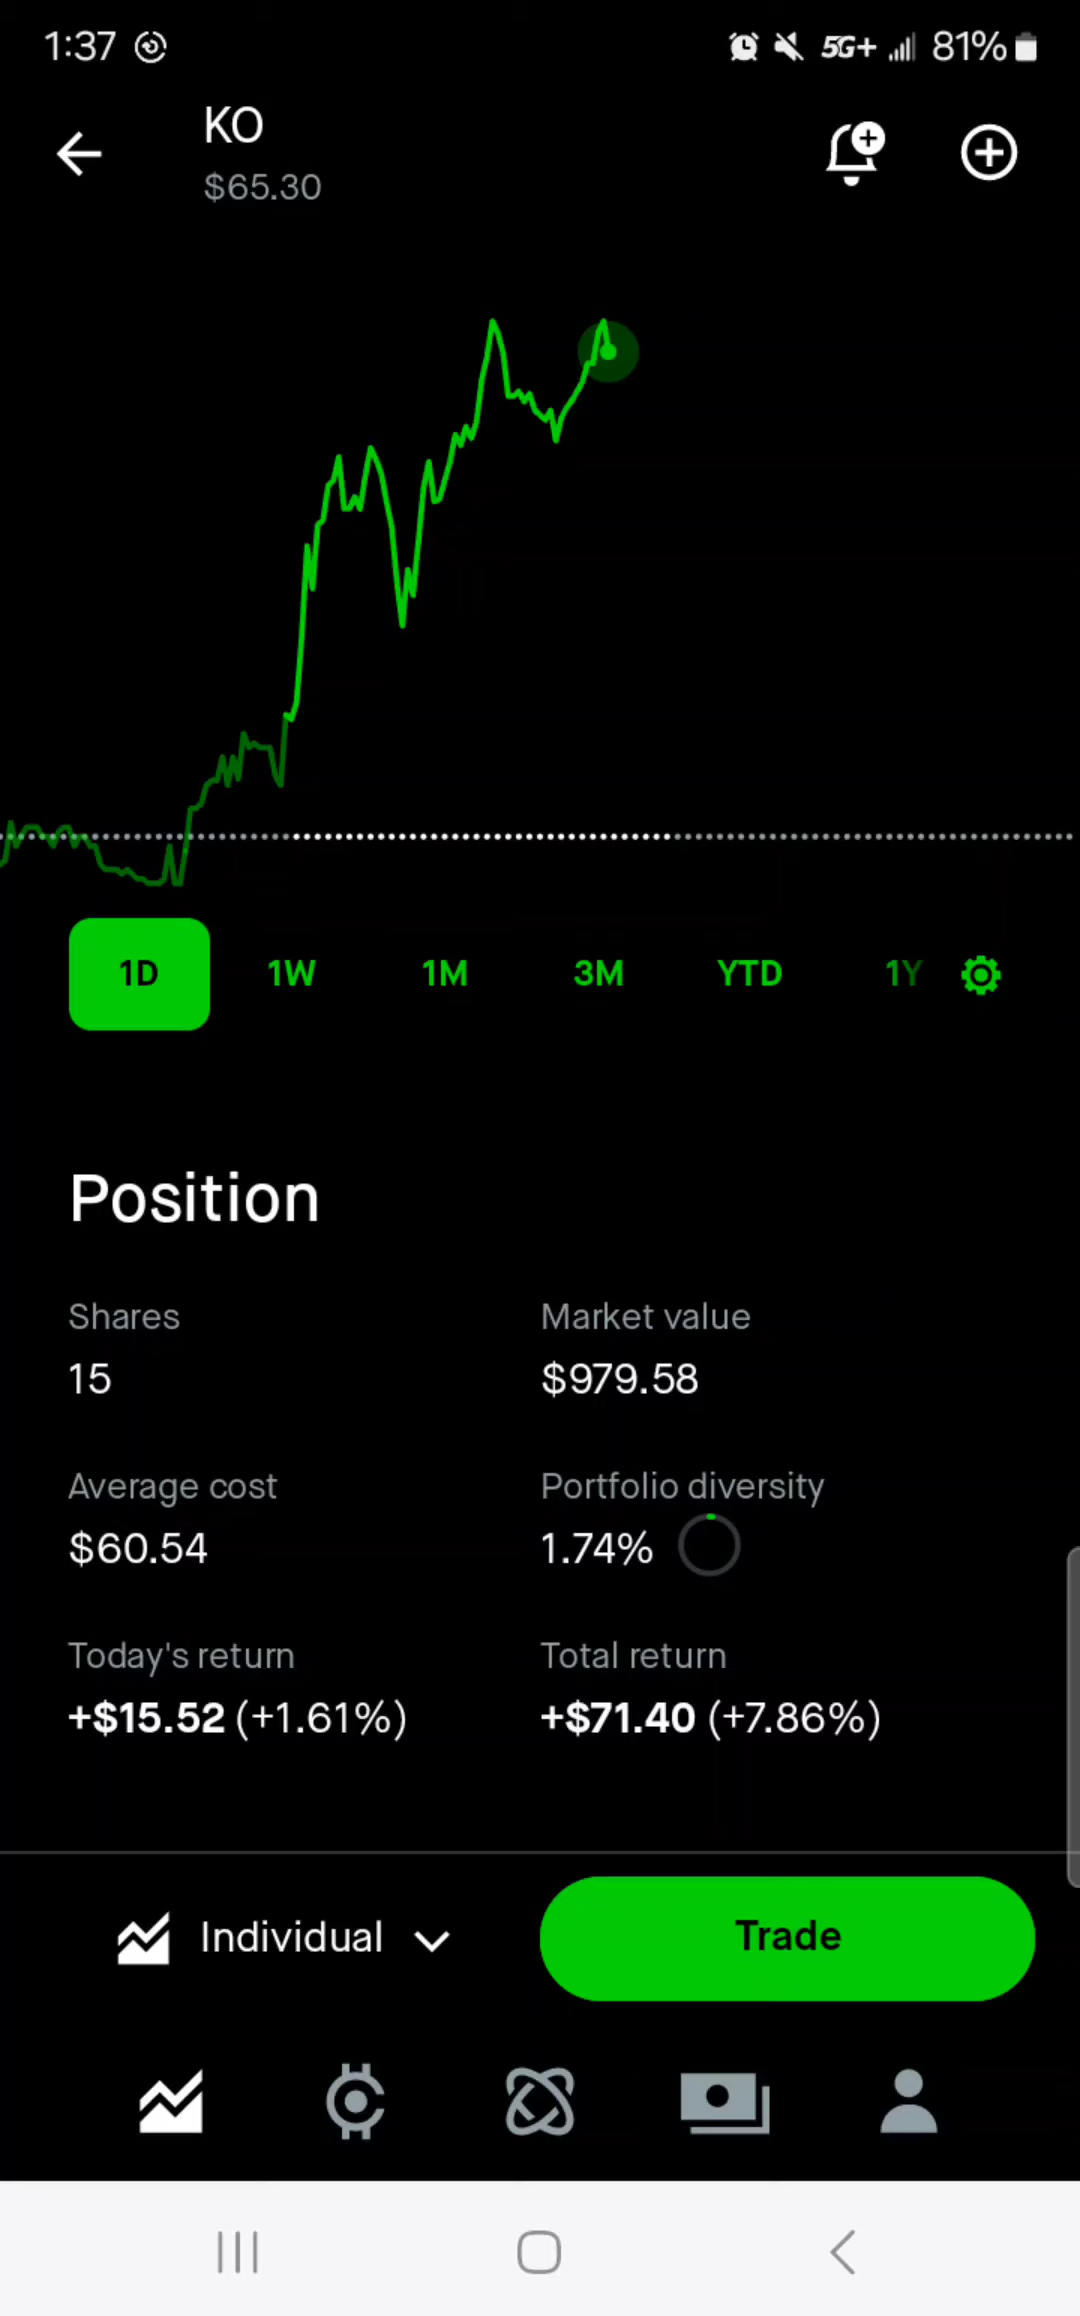 1:37 5G+ 81%
KO
$65.30
1D 1W 1M 3M YTD 1Y
Position
Shares Market value
15 $979.58
Average cost Portfolio diversity
$60.54 1.74%
Today's return Total return
+$15.52 (+1.61%) +$71.40 (+7.86%)
Individual Trade